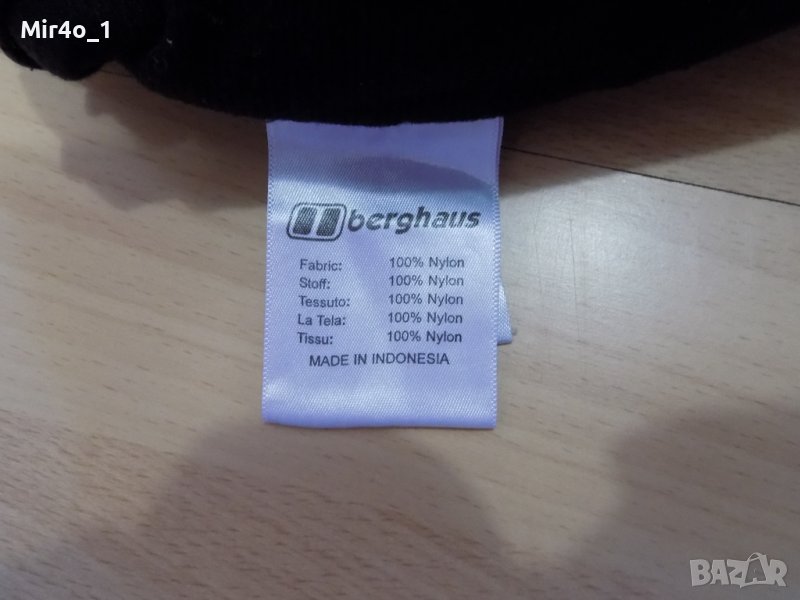 Mir4o_1
berghaus
Fabric: 100% Nylon
Stoff: 100% Nylon
Tessuto: 100% Nylon
La Tela: 100% Nylon
Tissu: 100% Nylon
MADE IN INDONESIA
BAZAR